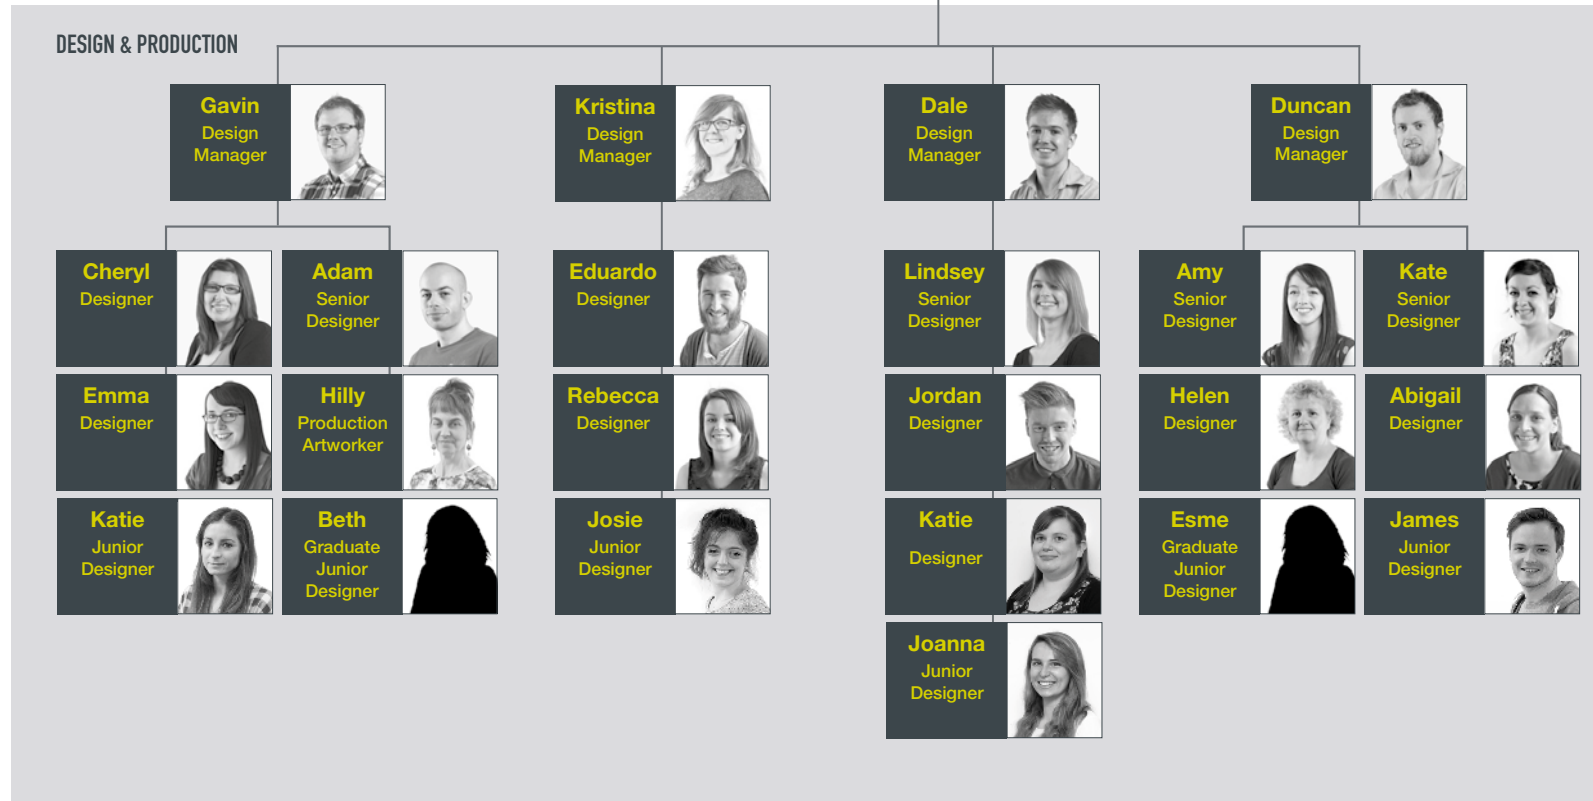 DESIGN & PRODUCTION
Gavin
Design
Manager
Kristina
Design
Manager
Dale
Design
Manager
Duncan
Design
Manager
Cheryl
Designer
Adam
Senior
Designer
Eduardo
Designer
Lindsey
Senior
Designer
Amy
Senior
Designer
Kate
Senior
Designer
Emma
Designer
Hilly
Production
Artworker
Rebecca
Designer
Jordan
Designer
Helen
Designer
Abigail
Designer
Katie
Junior
Designer
Beth
Graduate
Junior
Designer
Josie
Junior
Designer
Katie
Designer
Esme
Graduate
Junior
Designer
James
Junior
Designer
Joanna
Junior
Designer